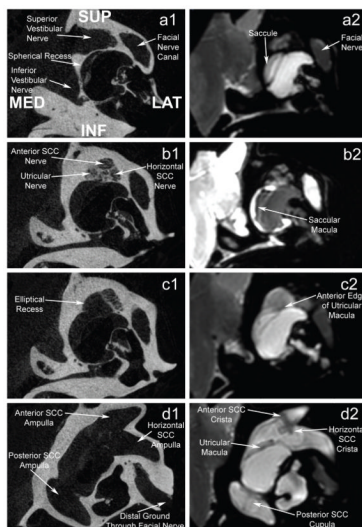 SUP
a1
Superior
Vestibular
Nerve
Facial
Nerve
Canal
Spherical Recess
Inferior
Vestibular
Nerve
MED
LAT
INF
a2
Saccule
Facial
Nerve
b1
Anterior SCC
Nerve
Utricular
Nerve
Horizontal
SCC
Nerve
b2
Saccular
Macula
c1
Elliptical
Recess
c2
Anterior Edge
of Utricular
Macula
d1
Anterior SCC
Ampulla
Horizontal
SCC
Ampulla
Posterior SCC
Ampulla
Distal Ground
Through Facial Nerve
d2
Anterior SCC
Crista
Horizontal
SCC
Crista
Utricular
Macula
Posterior SCC
Cupula